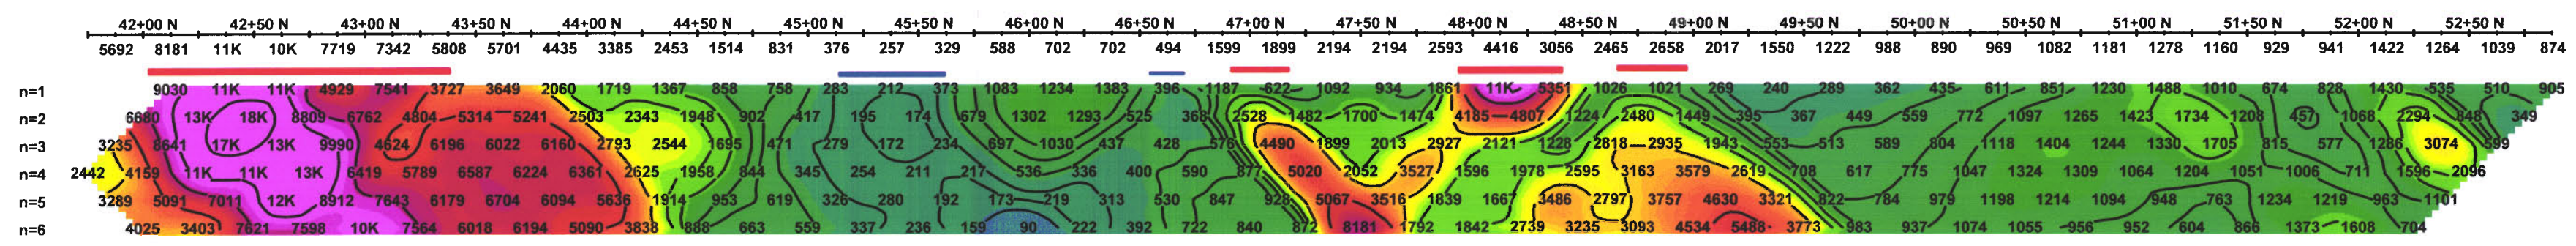 42+00 N 42+50 N 43+00 N 43+50 N 44+00 N 44+50 N 45+00 N 45+50 N 46+00 N 46+50 N 47+00 N 47+50 N 48+00 N 48+50 N 49+00 N 49+50 N 50+00 N 50+50 N 51+00 N 51+50 N 52+00 N 52+50 N
5692 8181 11K 10K 7719 7342 5808 5701 4435 3385 2453 1514 831 376 257 329 588 702 702 494 1599 1899 2194 2194 2593 4416 3056 2465 2658 2017 1550 1222 988 890 969 1082 1181 1278 1160 929 941 1422 1264 1039 874
n=1 9030 11K 11K 4929 7541 3727 3649 2060 1719 1367 858 758 283 212 373 1083 1234 1383 396 1187 622 1092 934 1861 11K 5351 1026 1021 269 240 289 362 435 611 851 1230 1488 1010 674 828 1430 535 510 905
n=2 6680 13K 18K 8809 6762 4804 5314 5241 2503 2343 1948 902 417 195 174 679 1302 1293 525 368 2528 1482 1700 1474 4185 4807 1224 2480 1449 395 367 449 559 772 1097 1265 1423 1734 1208 457 1068 2294 848 349
n=3 3235 8641 17K 13K 9990 4624 6196 6022 6160 2793 2544 1695 471 279 172 234 697 1030 437 428 576 4490 1899 2013 2927 2121 1228 2818 2935 1943 553 513 589 804 1118 1404 1244 1330 1705 815 577 1286 3074 599
n=4 2442 4159 11K 11K 13K 6419 5789 6587 6224 6361 2625 1958 844 345 254 211 217 536 336 400 590 877 5020 2052 3527 1596 1978 2595 3163 3579 2619 708 617 775 1047 1324 1309 1064 1204 1051 1006 711 1596 2096
n=5 3289 5091 7011 12K 8912 7643 6179 6704 6094 5636 1914 953 619 326 280 192 173 219 313 530 847 928 5067 3516 1839 1667 3486 2797 3757 4630 3321 822 784 979 1198 1214 1094 948 763 1234 1219 963 1101
n=6 4025 3403 7621 7598 10K 7564 6018 6194 5090 3838 888 663 559 337 236 159 90 222 392 722 840 872 8181 1792 1842 2739 3235 3093 4534 5488 3773 983 937 1074 1055 956 952 604 866 1373 1608 704